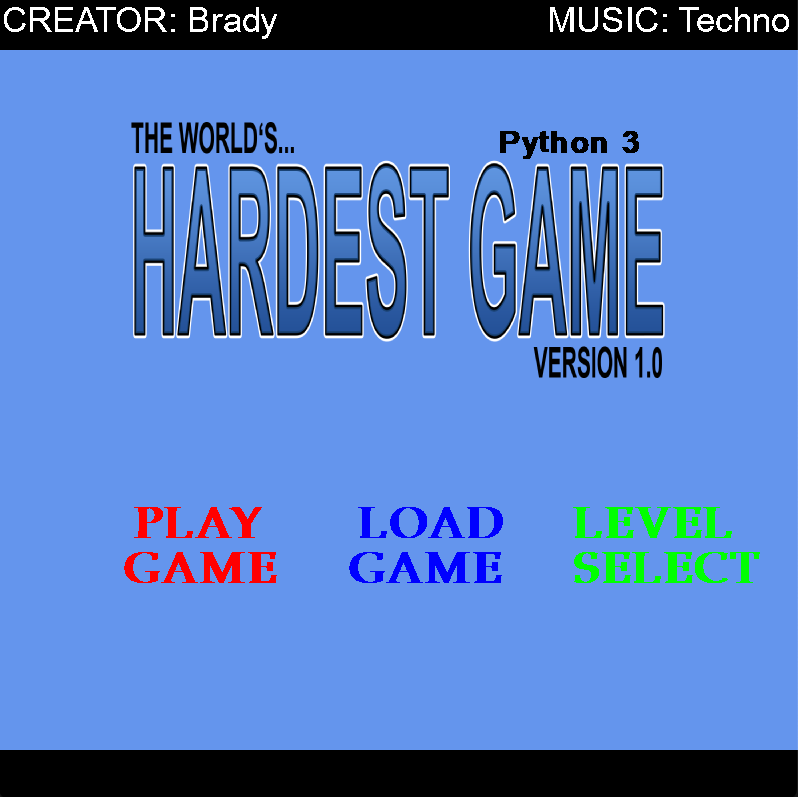 CREATOR: Brady MUSIC: Techno
THE WORLD‘S... Python 3
HARDEST GAME
VERSION 1.0
PLAY
GAME
LOAD
GAME
LEVEL
SELECT